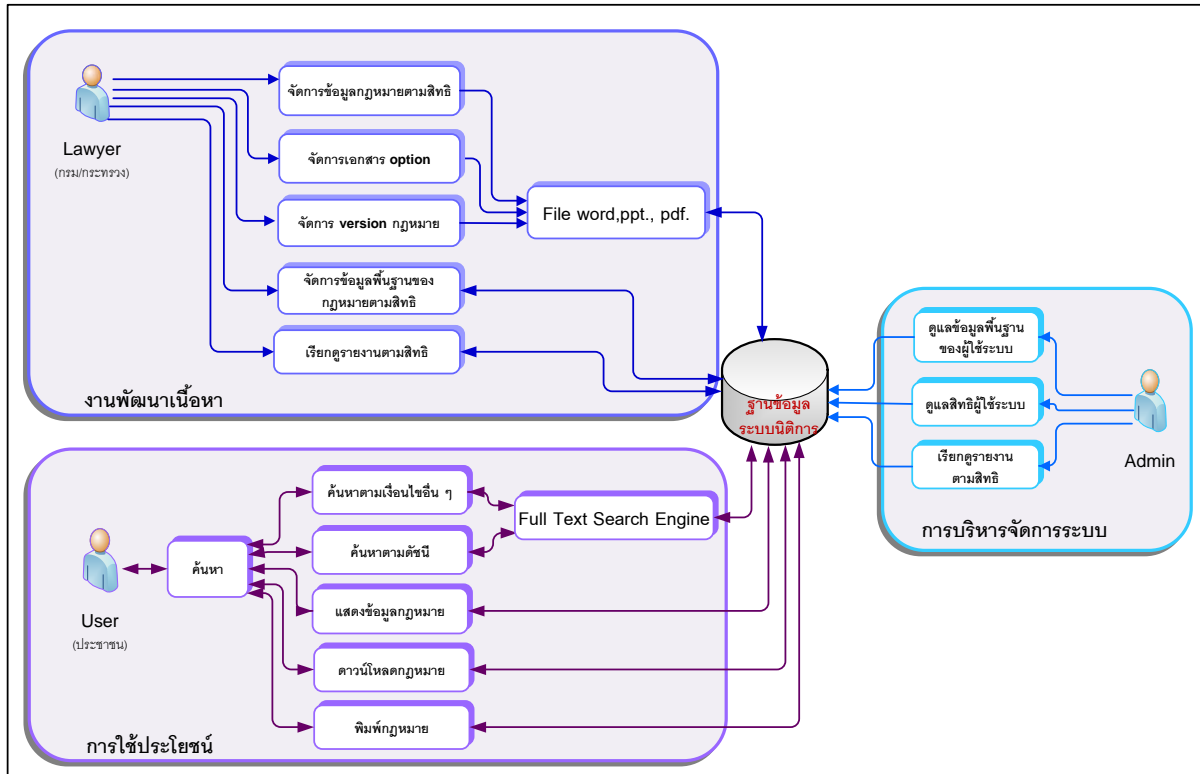 Lawyer
(กรม/กระทรวง)
จัดการข้อมูลกฎหมายตามสิทธิ
จัดการเอกสาร option
จัดการ version กฎหมาย
จัดการข้อมูลพื้นฐานของ
กฎหมายตามสิทธิ
เรียกดูรายงานตามสิทธิ
File word,ppt., pdf.
งานพัฒนาเนื้อหา
ฐานข้อมูล
ระบบนิติการ
ดูแลข้อมูลพื้นฐาน
ของผู้ใช้ระบบ
ดูแลสิทธิผู้ใช้ระบบ
เรียกดูรายงาน
ตามสิทธิ
Admin
การบริหารจัดการระบบ
User
(ประชาชน)
ค้นหา
ค้นหาตามเงื่อนไขอื่น ๆ
ค้นหาตามดัชนี
แสดงข้อมูลกฎหมาย
ดาวน์โหลดกฎหมาย
พิมพ์กฎหมาย
Full Text Search Engine
การใช้ประโยชน์